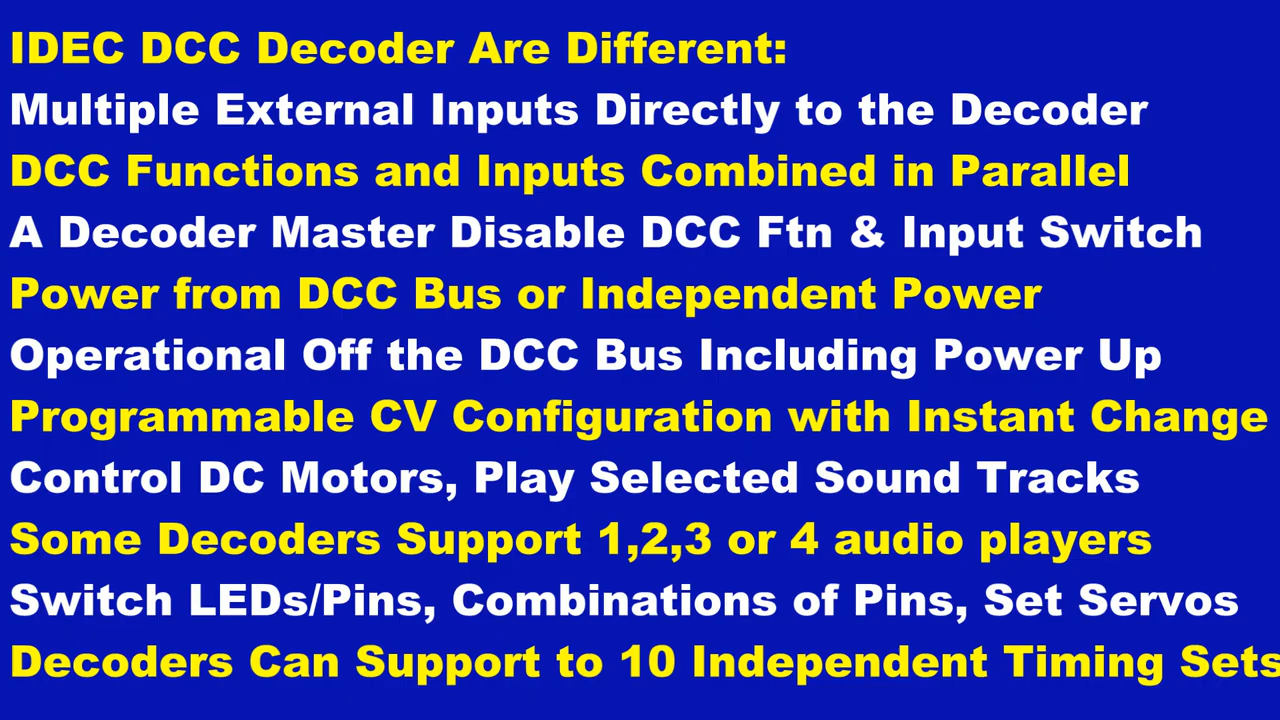 IDEC DCC Decoder Are Different:
Multiple External Inputs Directly to the Decoder
DCC Functions and Inputs Combined in Parallel
A Decoder Master Disable DCC Ftn & Input Switch
Power from DCC Bus or Independent Power
Operational Off the DCC Bus Including Power Up
Programmable CV Configuration with Instant Change
Control DC Motors, Play Selected Sound Tracks
Some Decoders Support 1,2,3 or 4 audio players
Switch LEDs/Pins, Combinations of Pins, Set Servos
Decoders Can Support to 10 Independent Timing Sets